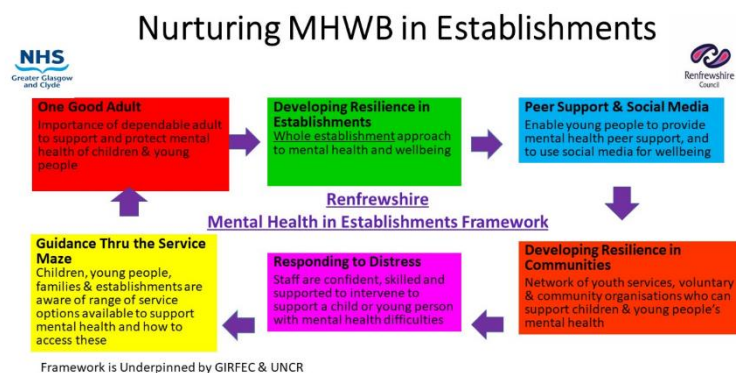 Nurturing MHWB in Establishments
NHS
Greater Glasgow
and Clyde
Renfrewshire
Council
One Good Adult
Importance of dependable adult
to support and protect mental
health of children & young
people
Developing Resilience in
Establishments
Whole establishment approach
to mental health and wellbeing
Peer Support & Social Media
Enable young people to provide
mental health peer support, and
to use social media for wellbeing
Renfrewshire
Mental Health in Establishments Framework
Guidance Thru the Service
Maze
Children, young people,
families & establishments are
aware of range of service
options available to support
mental health and how to
access these
Responding to Distress
Staff are confident, skilled and
supported to intervene to
support a child or young person
with mental health difficulties
Developing Resilience in
Communities
Network of youth services, voluntary
& community organisations who can
support children & young people's
mental health
Framework is Underpinned by GIRFEC & UNCR